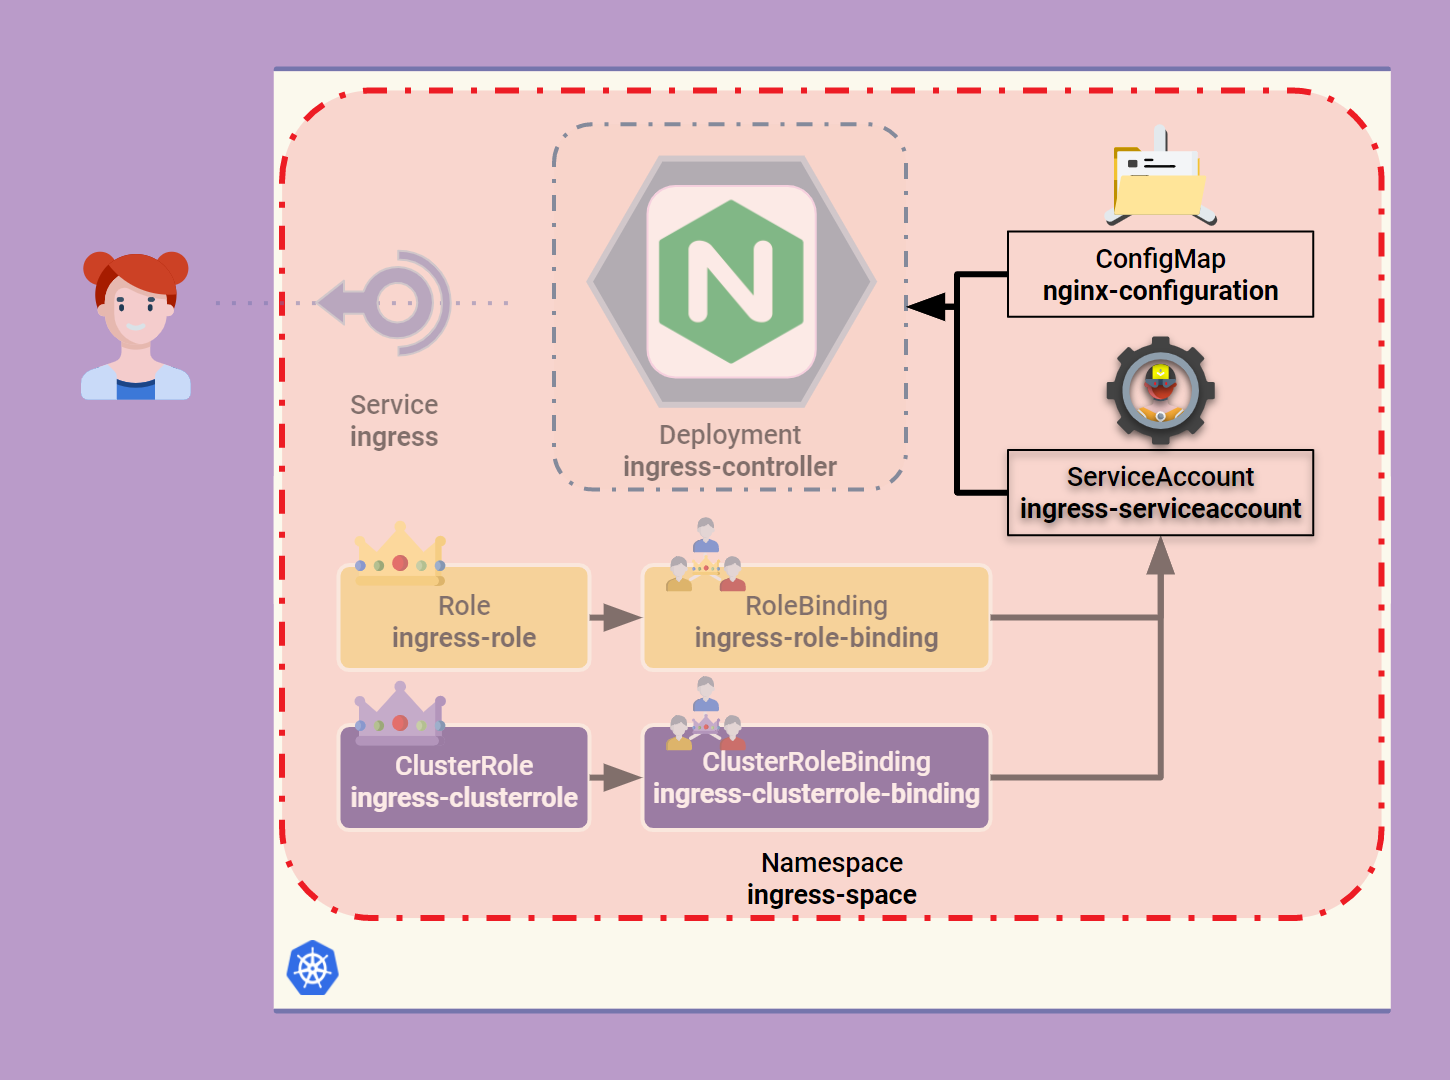 ConfigMap
nginx-configuration
Service
ingress
Deployment
ingress-controller
ServiceAccount
ingress-serviceaccount
Role
ingress-role
RoleBinding
ingress-role-binding
ClusterRole
ingress-clusterrole
ClusterRoleBinding
ingress-clusterrole-binding
Namespace
ingress-space